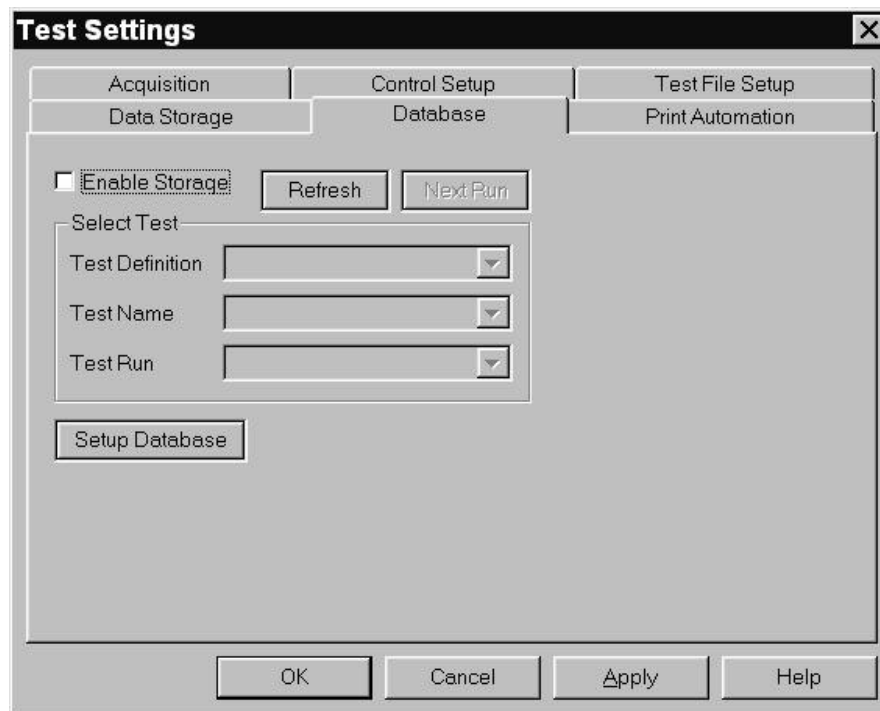 Test Settings
Acquisition
Control Setup
Test File Setup
Data Storage
Database
Print Automation
Enable Storage
Refresh
Next Run
Select Test
Test Definition
Test Name
Test Run
Setup Database
OK
Cancel
Apply
Help